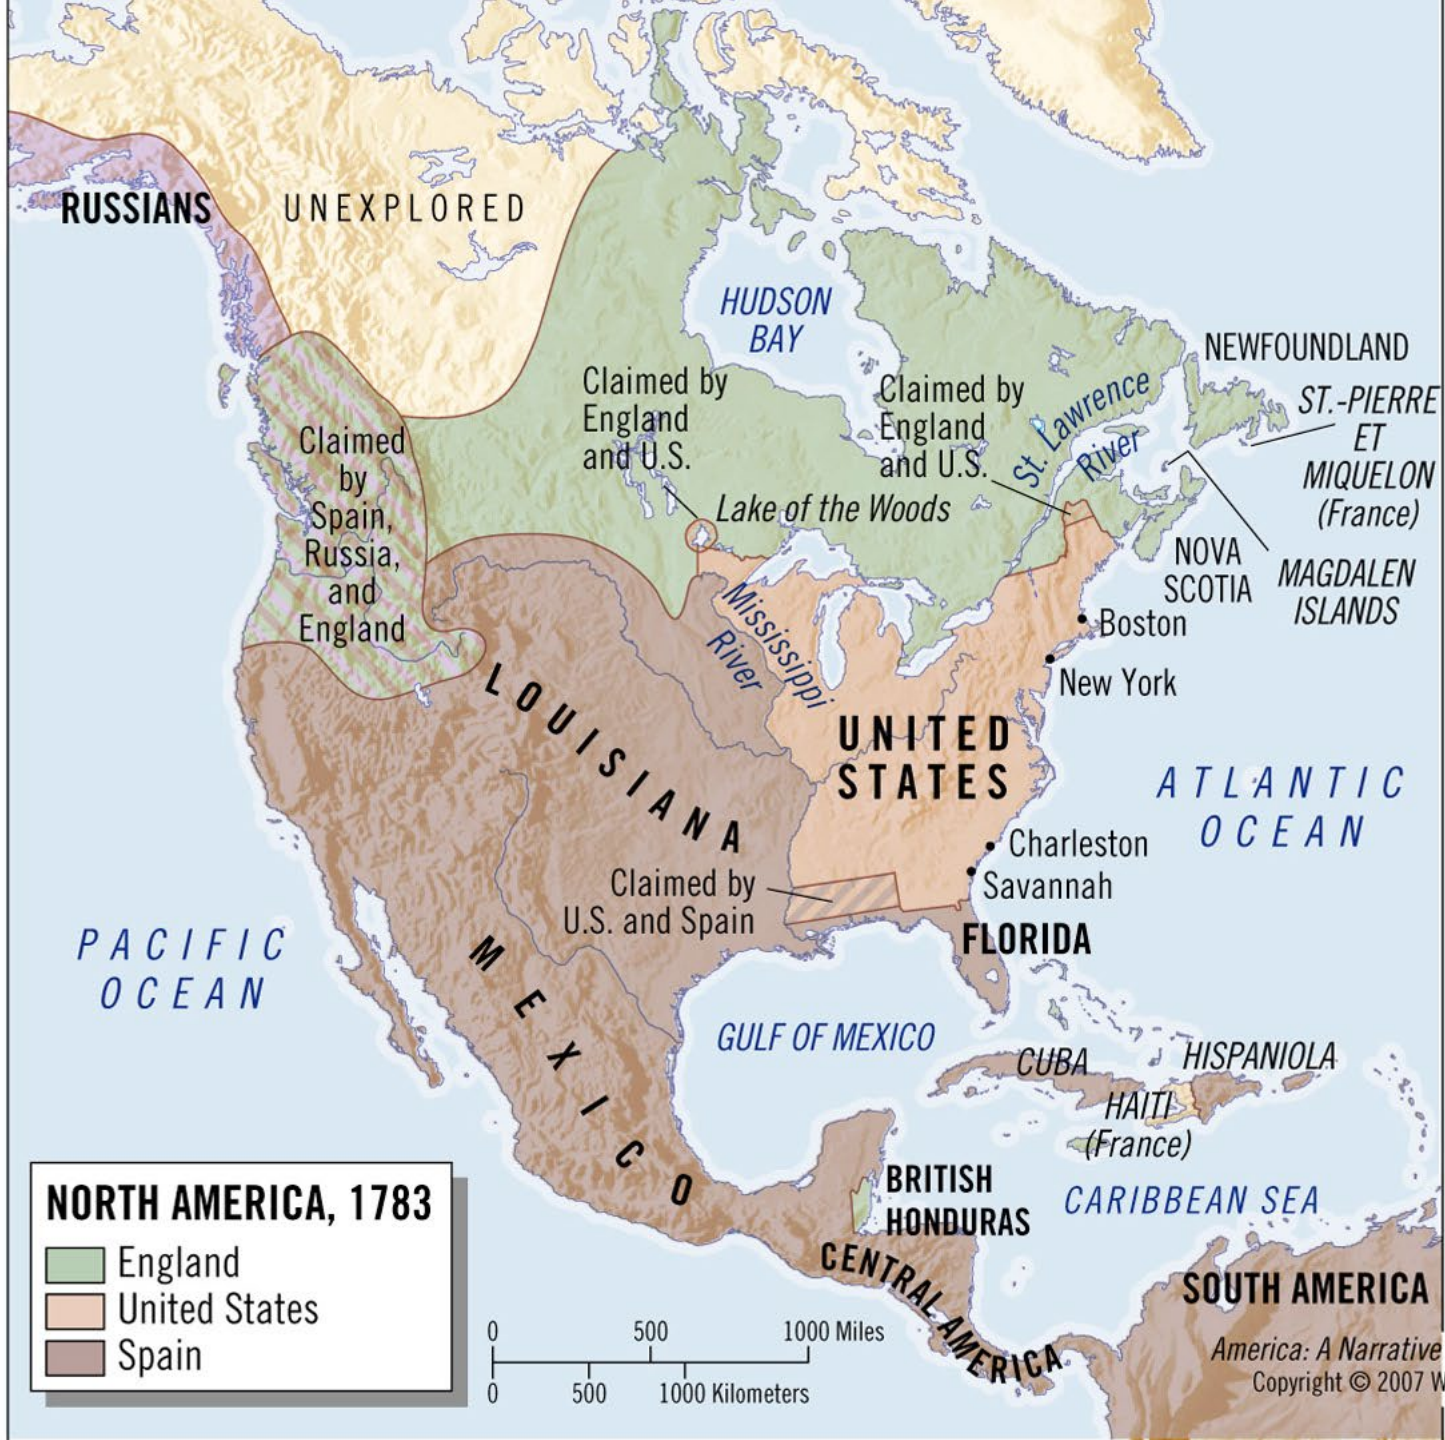 RUSSIANS
UNEXPLORED
HUDSON
BAY
NEWFOUNDLAND
ST.-PIERRE
ET
MIQUELON
(France)
Claimed by
England
and U.S.
Claimed by
England
and U.S.
St. Lawrence
River
Claimed
by
Spain,
Russia,
and
England
Lake of the Woods
NOVA
SCOTIA
MAGDALEN
ISLANDS
Mississippi
River
Boston
New York
LOUISIANA
UNITED
STATES
ATLANTIC
OCEAN
Charleston
Savannah
Claimed by
U.S. and Spain
FLORIDA
PACIFIC
OCEAN
MEXICO
GULF OF MEXICO
CUBA
HISPANIOLA
HAITI
(France)
BRITISH
HONDURAS
CARIBBEAN SEA
CENTRAL AMERICA
SOUTH AMERICA
NORTH AMERICA, 1783
England
United States
Spain
0 500 1000 Miles
0 500 1000 Kilometers
America: A Narrative
Copyright © 2007 W